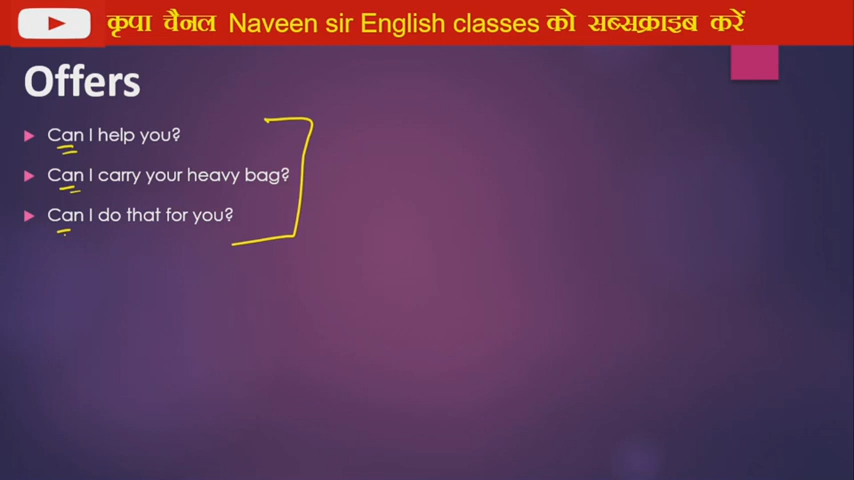 कृपा चैनल Naveen sir English classes को सब्सक्राइब करें
Offers
Can I help you?
Can I carry your heavy bag?
Can I do that for you?